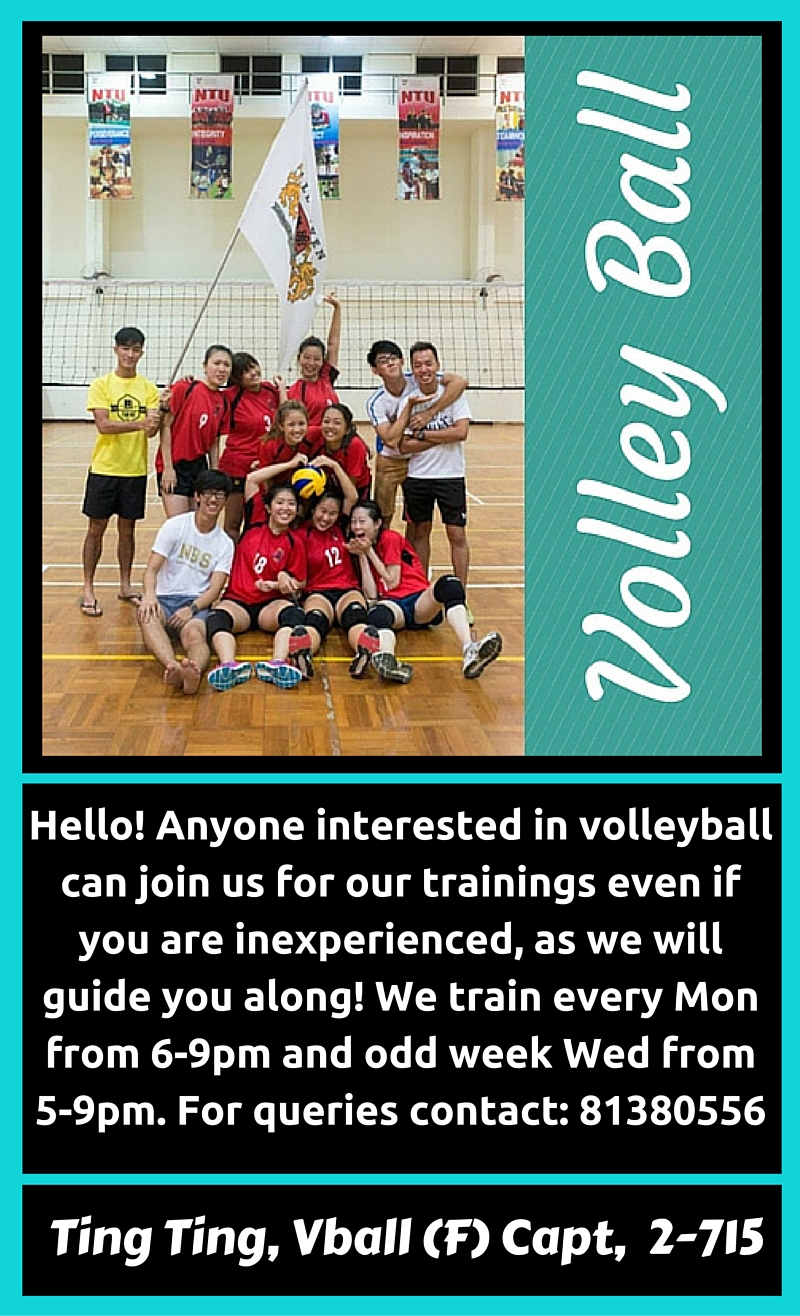 NTU
NTU
NTU
NTU
PERSEVERANCE
INTEGRITY
ECT
NSPIRATION
9
3
NBS
18
12
Volley Ball
Hello! Anyone interested in volleyball
can join us for our trainings even if
you are inexperienced, as we will
guide you along! We train every Mon
from 6-9pm and odd week Wed from
5-9pm. For queries contact: 81380556
Ting Ting, Vball (F) Capt, 2-715